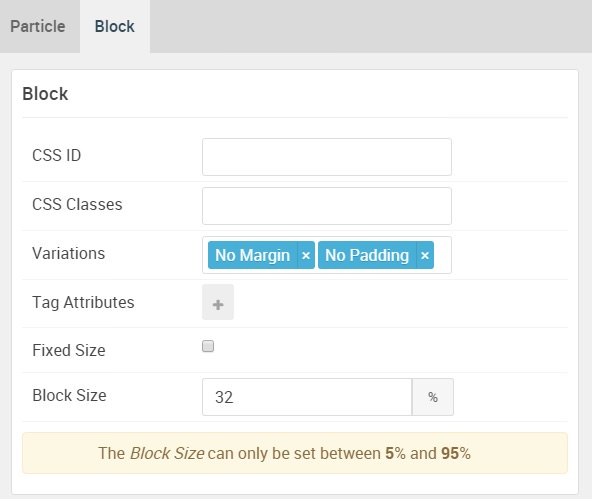 Particle Block
Block
CSS ID
CSS Classes
Variations No Margin × No Padding ×
Tag Attributes +
Fixed Size
Block Size 32 %
The Block Size can only be set between 5% and 95%